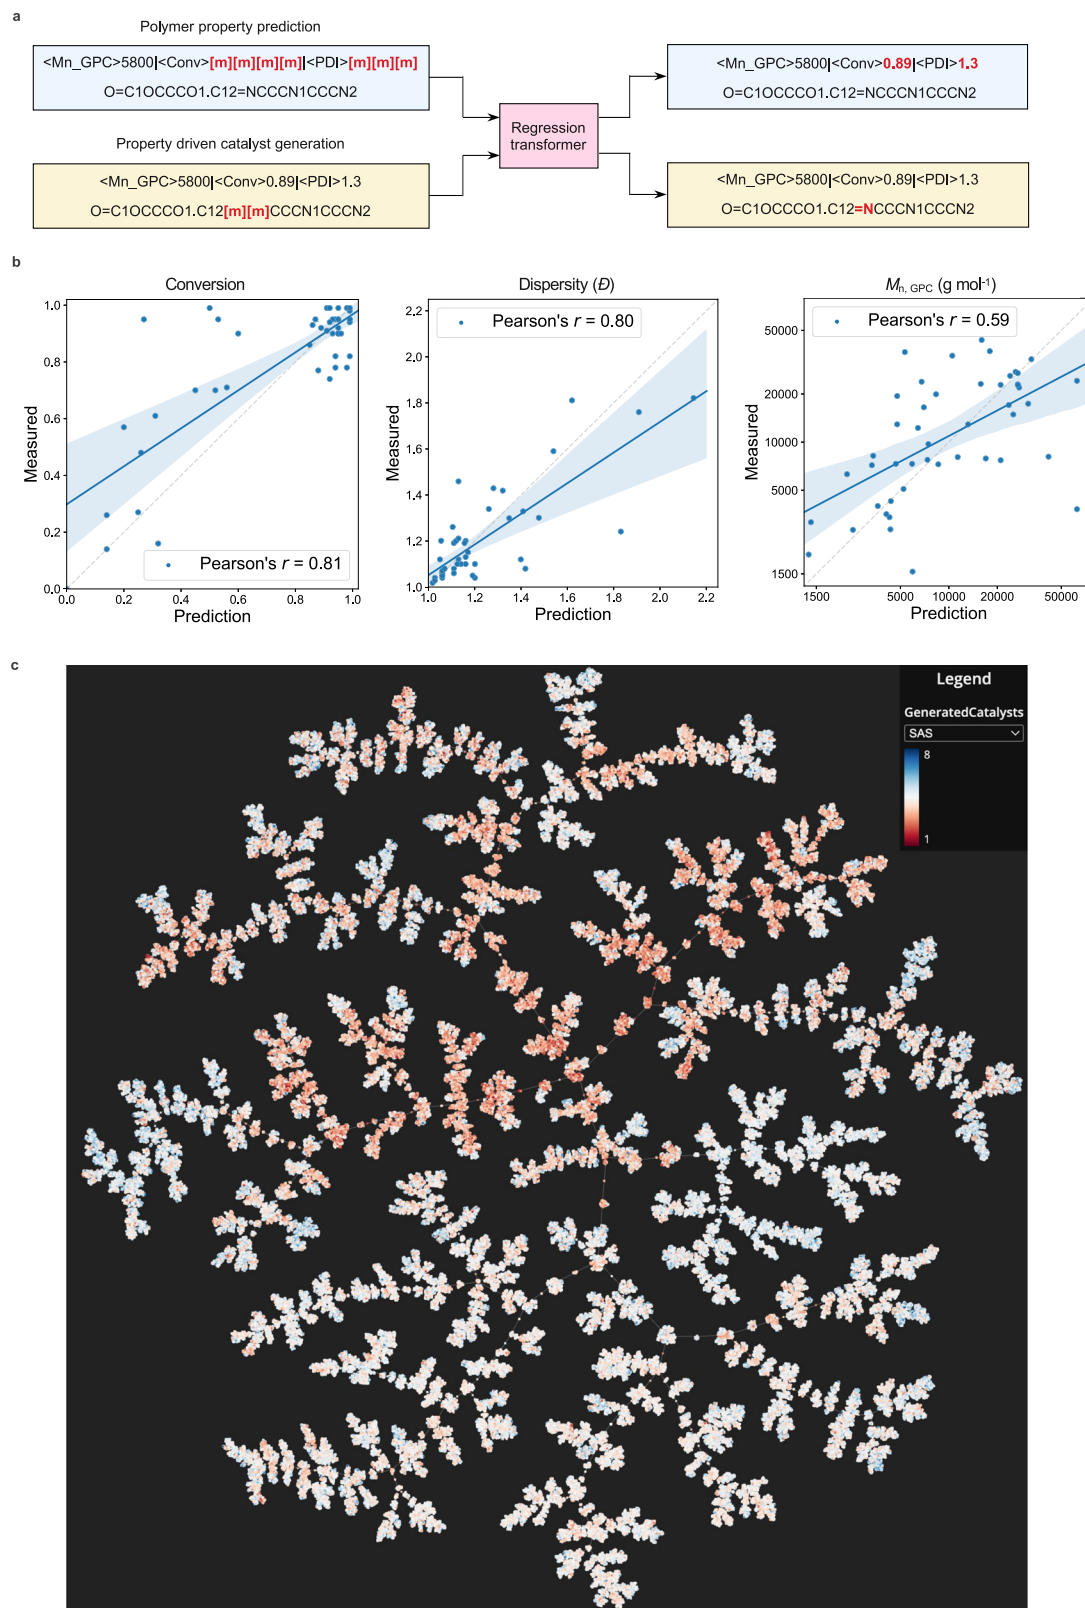 a
Polymer property prediction
<Mn_GPC>5800|<Conv>[m][m][m][m]|<PDI>[m][m][m]
O=C1OCCCO1.C12=NCCCN1CCCN2
<Mn_GPC>5800|<Conv>0.89|<PDI>1.3
O=C1OCCCO1.C12=NCCCN1CCCN2
Regression
transformer
Property driven catalyst generation
<Mn_GPC>5800|<Conv>0.89|<PDI>1.3
O=C1OCCCO1.C12[m][m]CCCN1CCCN2
<Mn_GPC>5800|<Conv>0.89|<PDI>1.3
O=C1OCCCO1.C12=NCCCN1CCCN2
b
Conversion
Measured
1.0
0.8
0.6
0.4
0.2
0.0
Pearson's r = 0.81
0.0 0.2 0.4 0.6 0.8 1.0
Prediction
Dispersity (Đ)
Measured
2.2
2.0
1.8
1.6
1.4
1.2
1.0
Pearson's r = 0.80
1.0 1.2 1.4 1.6 1.8 2.0 2.2
Prediction
Mn, GPC (g mol-1)
Measured
50000
20000
10000
5000
1500
Pearson's r = 0.59
1500 5000 10000 20000 50000
Prediction
c
Legend
GeneratedCatalysts
SAS
8
1